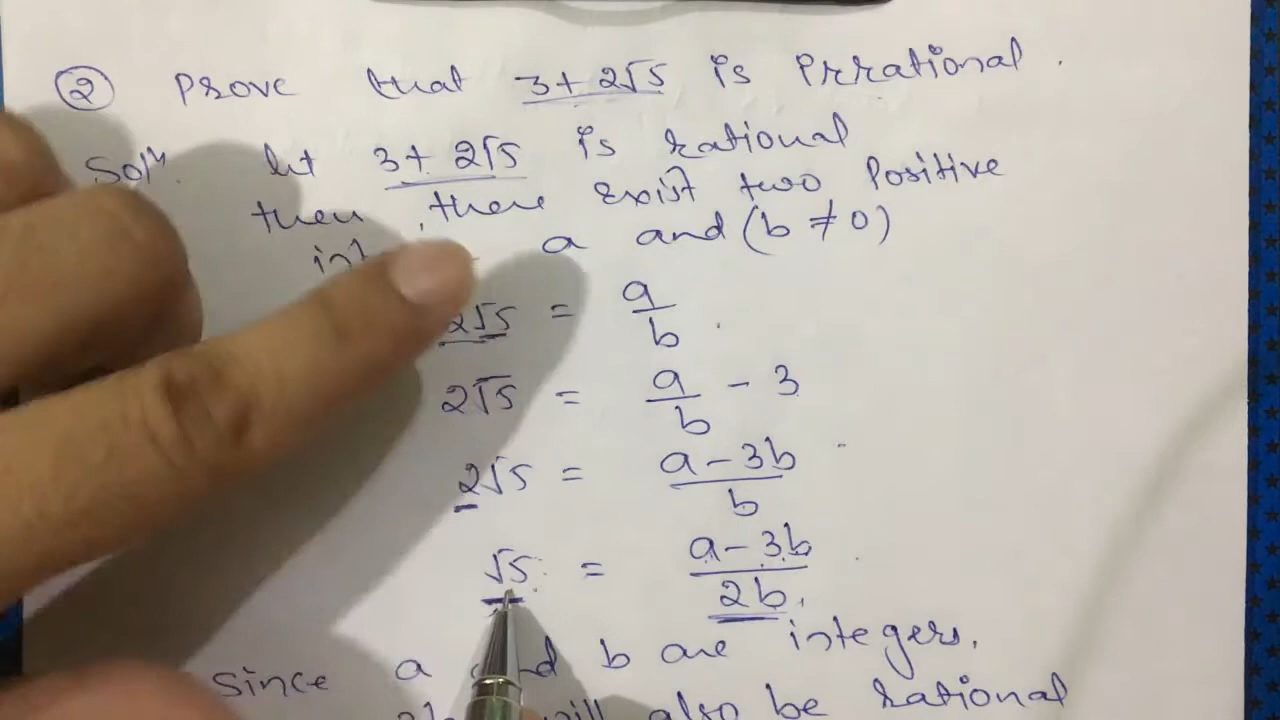 ② Prove that 3+2√5 is Irrational.
Solⁿ. let 3+2√5 is rational
then, there exist two Positive
a and (b ≠ 0)
2√5 = a/b.
2√5 = a/b - 3
2√5 = a-3b/b
√5 = a-3b/2b.
Since a and b are integers.
will also be rational